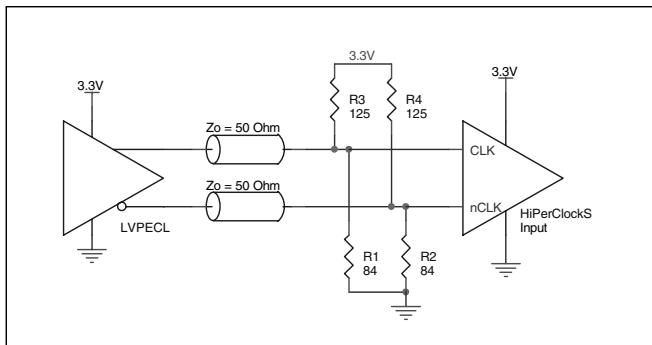 3.3V
3.3V
3.3V
R3
125
R4
125
Zo = 50 Ohm
CLK
Zo = 50 Ohm
nCLK
HiPerClockS
Input
LVPECL
R1
84
R2
84